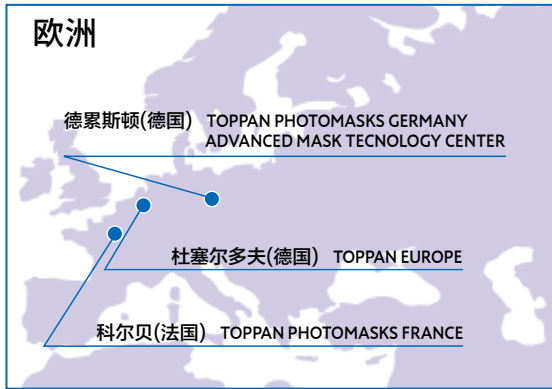 欧洲
德累斯顿(德国) TOPPAN PHOTOMASKS GERMANY
ADVANCED MASK TECNOLOGY CENTER
杜塞尔多夫(德国) TOPPAN EUROPE
科尔贝(法国) TOPPAN PHOTOMASKS FRANCE